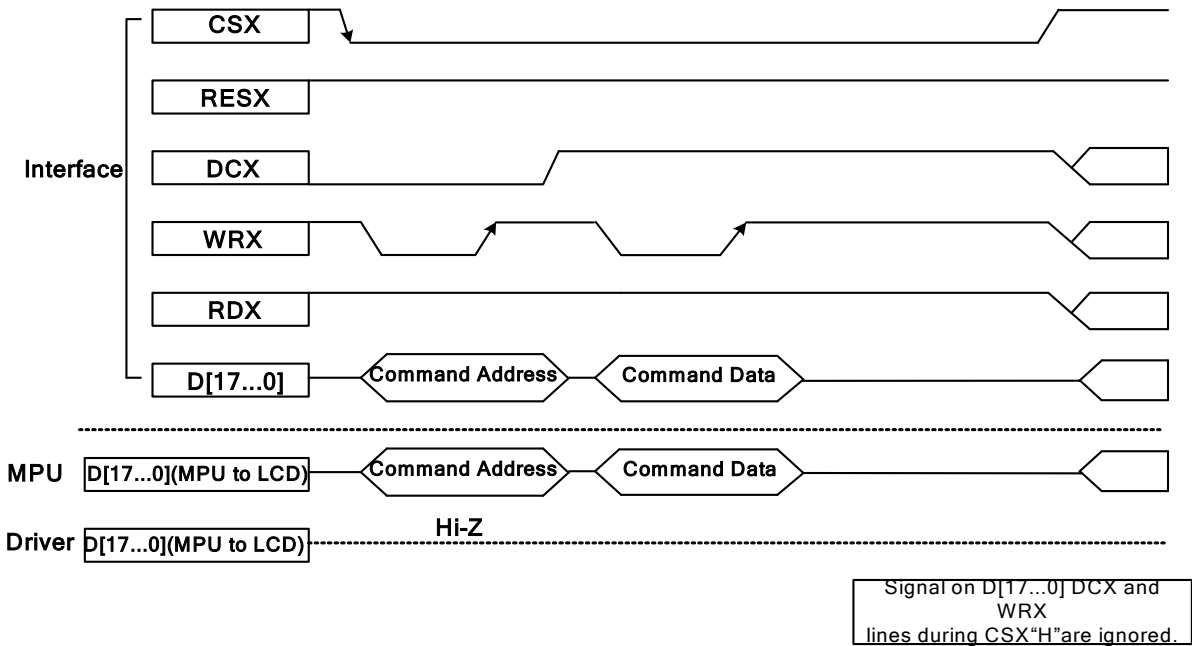 CSX
RESX
Interface
DCX
WRX
RDX
D[17...0]
Command Address
Command Data
MPU
D[17...0](MPU to LCD)
Command Address
Command Data
Driver
D[17...0](MPU to LCD)
Hi-Z
Signal on D[17...0] DCX and
WRX
lines during CSX“H”are ignored.